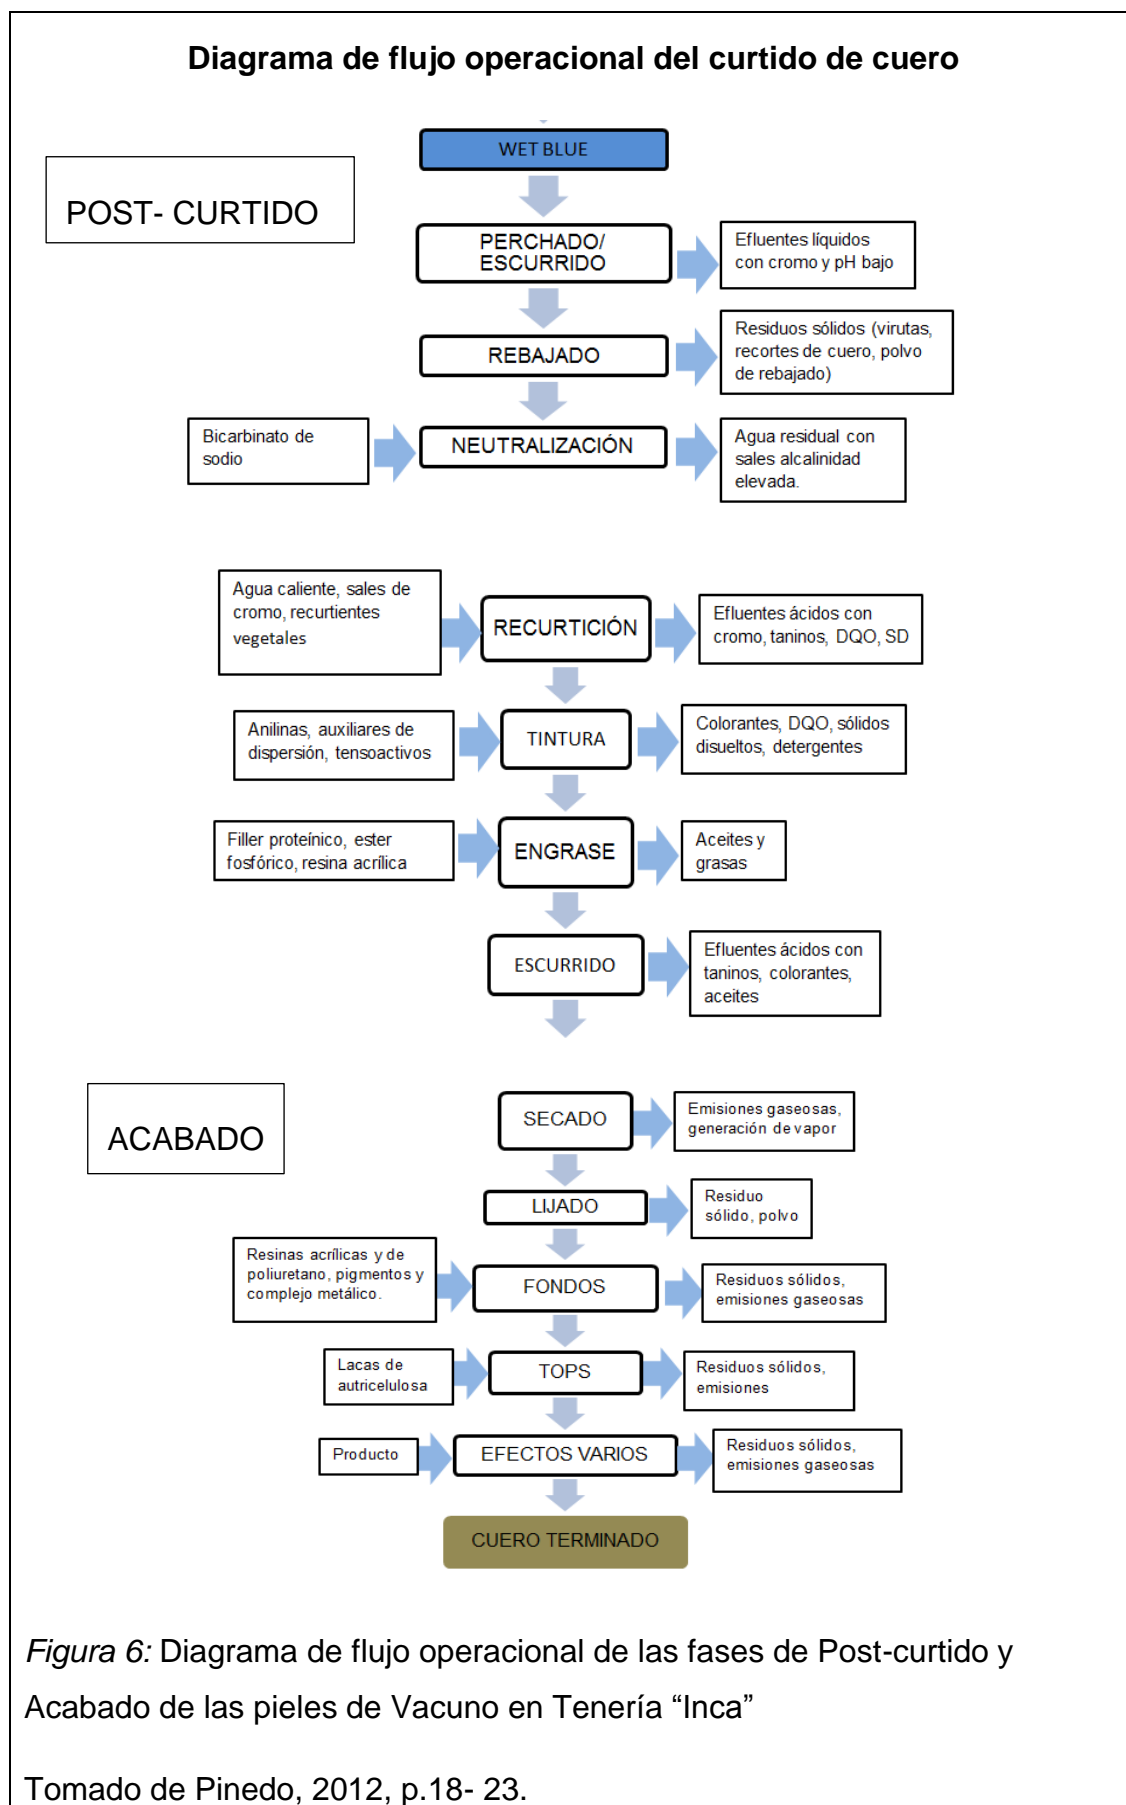 Diagrama de flujo operacional del curtido de cuero
WET BLUE
POST- CURTIDO
PERCHADO/
ESCURRIDO
Efluentes líquidos
con cromo y pH bajo
REBAJADO
Residuos sólidos (virutas,
recortes de cuero, polvo
de rebajado)
Bicarbinato de
sodio
NEUTRALIZACIÓN
Agua residual con
sales alcalinidad
elevada.
Agua caliente, sales de
cromo, recurtientes
vegetales
RECURTICIÓN
Efluentes ácidos con
cromo, taninos, DQO, SD
Anilinas, auxiliares de
dispersión, tensoactivos
TINTURA
Colorantes, DQO, sólidos
disueltos, detergentes
Filler proteínico, ester
fosfórico, resina acrílica
ENGRASE
Aceites y
grasas
ESCURRIDO
Efluentes ácidos con
taninos, colorantes,
aceites
ACABADO
SECADO
Emisiones gaseosas,
generación de vapor
LIJADO
Residuo
sólido, polvo
Resinas acrílicas y de
poliuretano, pigmentos y
complejo metálico.
FONDOS
Residuos sólidos,
emisiones gaseosas
Lacas de
autricelulosa
TOPS
Residuos sólidos,
emisiones
Producto
EFECTOS VARIOS
Residuos sólidos,
emisiones gaseosas
CUERO TERMINADO
Figura 6: Diagrama de flujo operacional de las fases de Post-curtido y
Acabado de las pieles de Vacuno en Tenería “Inca”
Tomado de Pinedo, 2012, p.18- 23.